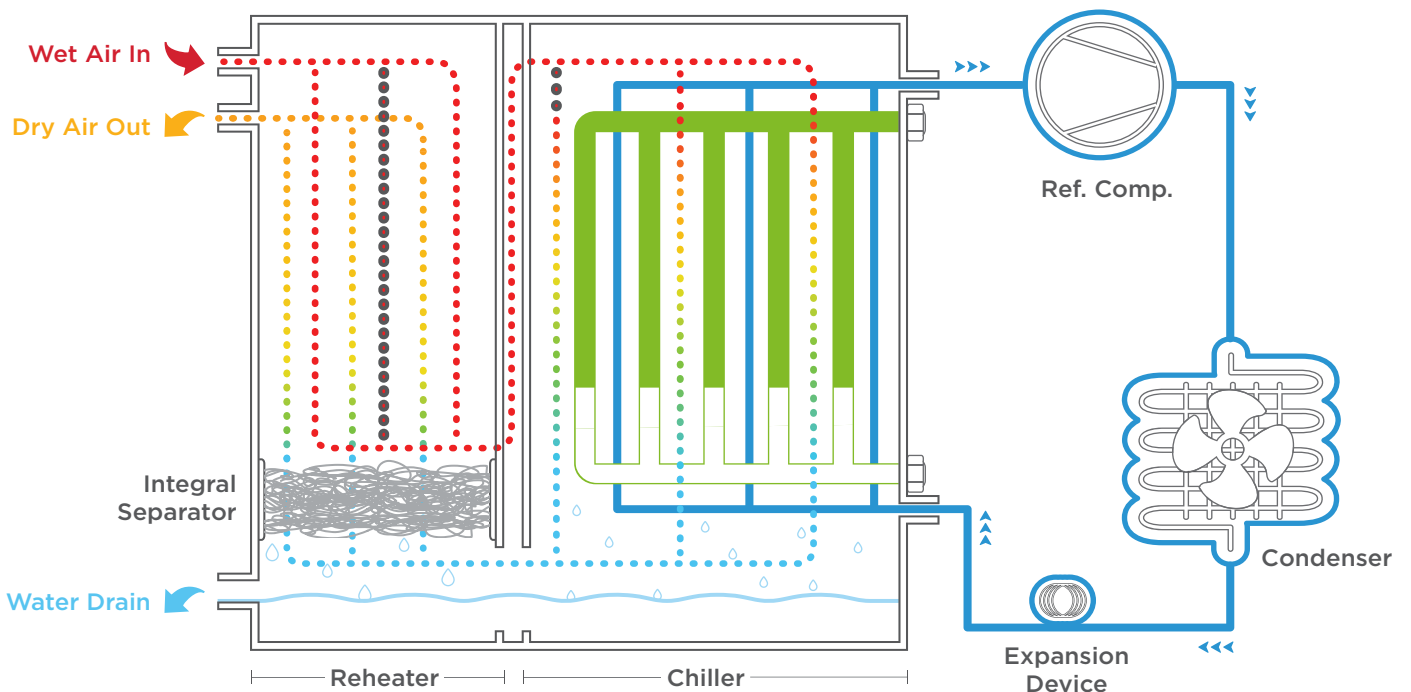 Wet Air In
Dry Air Out
Ref. Comp.
Integral
Separator
Condenser
Water Drain
Expansion
Device
Reheater
Chiller